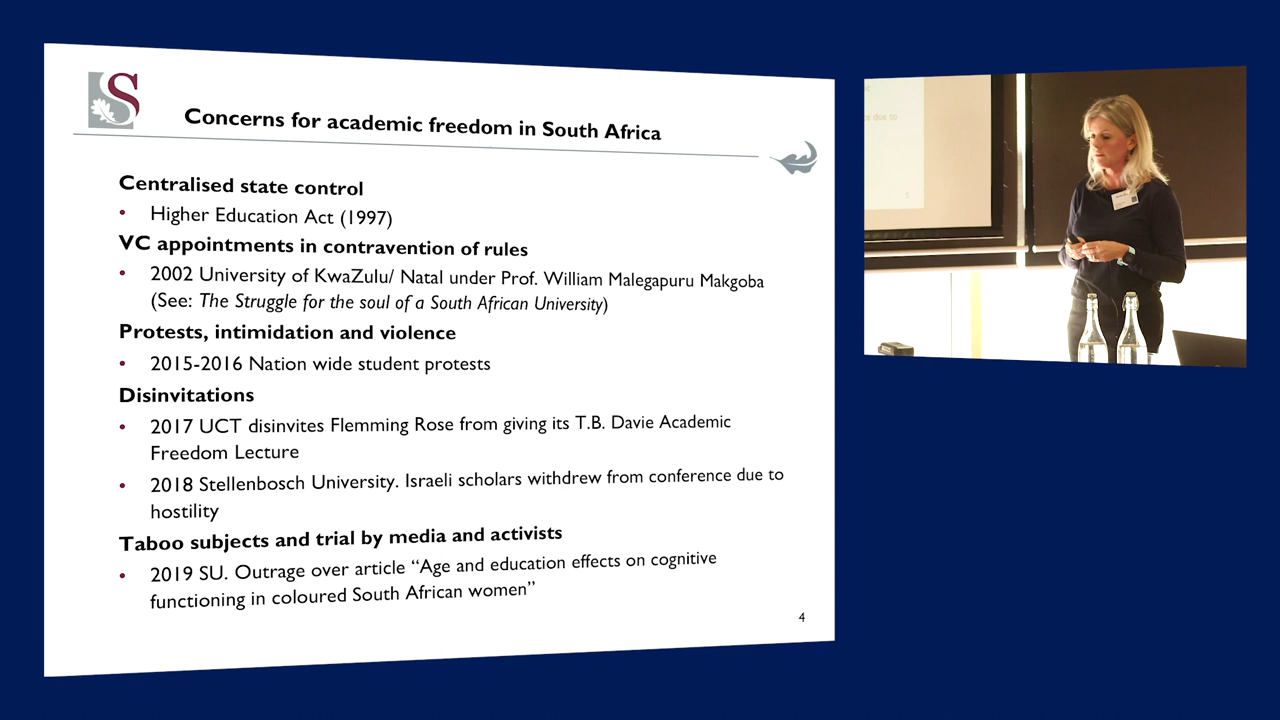 S
Concerns for academic freedom in South Africa
Centralised state control
• Higher Education Act (1997)
VC appointments in contravention of rules
• 2002 University of KwaZulu/ Natal under Prof. William Malegapuru Makgoba
(See: The Struggle for the soul of a South African University)
Protests, intimidation and violence
• 2015-2016 Nation wide student protests
Disinvitations
• 2017 UCT disinvites Flemming Rose from giving its T.B. Davie Academic
Freedom Lecture
• 2018 Stellenbosch University. Israeli scholars withdrew from conference due to
hostility
Taboo subjects and trial by media and activists
• 2019 SU. Outrage over article “Age and education effects on cognitive
functioning in coloured South African women”
4
due to
5